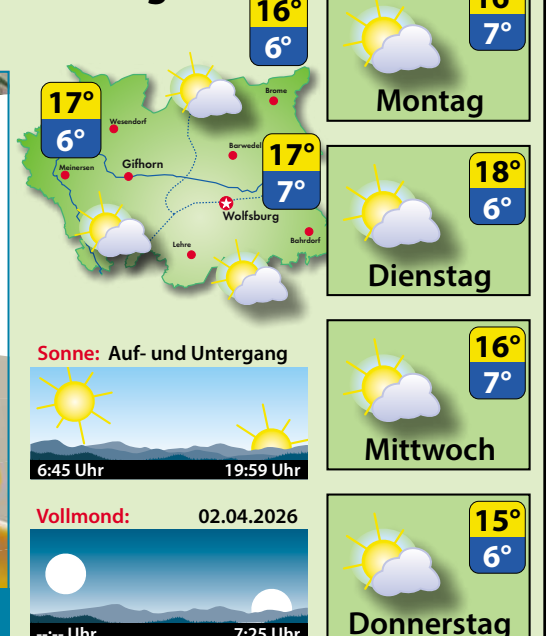 16°
6°
17°
6°
Brome
Wesendorf
Barwedel
Meinersen
Gifhorn
17°
7°
Wolfsburg
Lehre
Bahrdorf
Sonne: Auf- und Untergang
6:45 Uhr 19:59 Uhr
Vollmond: 02.04.2026
--:-- Uhr 7:25 Uhr
16°
7°
Montag
18°
6°
Dienstag
16°
7°
Mittwoch
15°
6°
Donnerstag